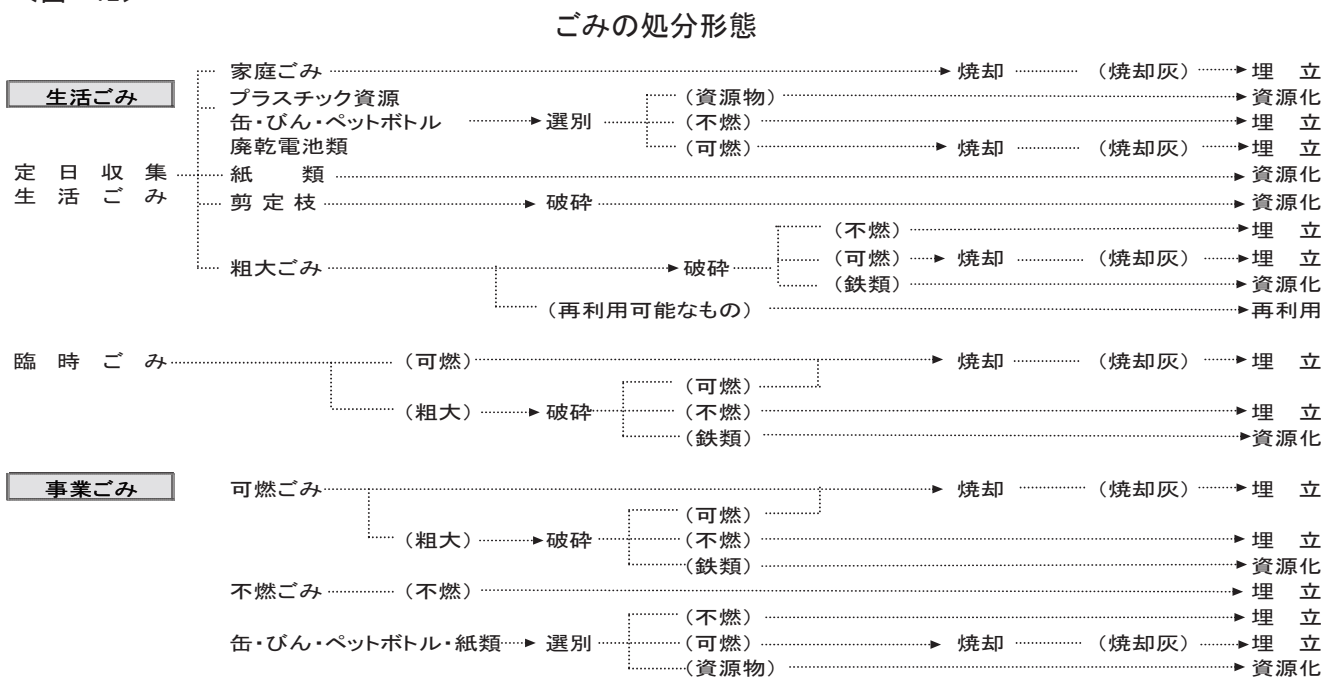 ごみの処分形態
家庭ごみ 焼却 (焼却灰) 埋 立
生活ごみ プラスチック資源 (資源物) 資源化
缶・びん・ペットボトル 選別 (不燃) 埋 立
廃乾電池類 (可燃) 焼却 (焼却灰) 埋 立
定 日 収 集 紙 類 資源化
生 活 ご み 剪 定 枝 破砕 資源化
(不燃) 埋 立
粗大ごみ 破砕 (可燃) 焼却 (焼却灰) 埋 立
(鉄類) 資源化
(再利用可能なもの) 再利用
臨 時 ご み (可燃) 焼却 (焼却灰) 埋 立
(可燃)
(粗大) 破砕 (不燃) 埋 立
(鉄類) 資源化
事業ごみ 可燃ごみ 焼却 (焼却灰) 埋 立
(可燃)
(粗大) 破砕 (不燃) 埋 立
(鉄類) 資源化
不燃ごみ (不燃) 埋 立
(不燃) 埋 立
缶・びん・ペットボトル・紙類 選別 (可燃) 焼却 (焼却灰) 埋 立
(資源物) 資源化